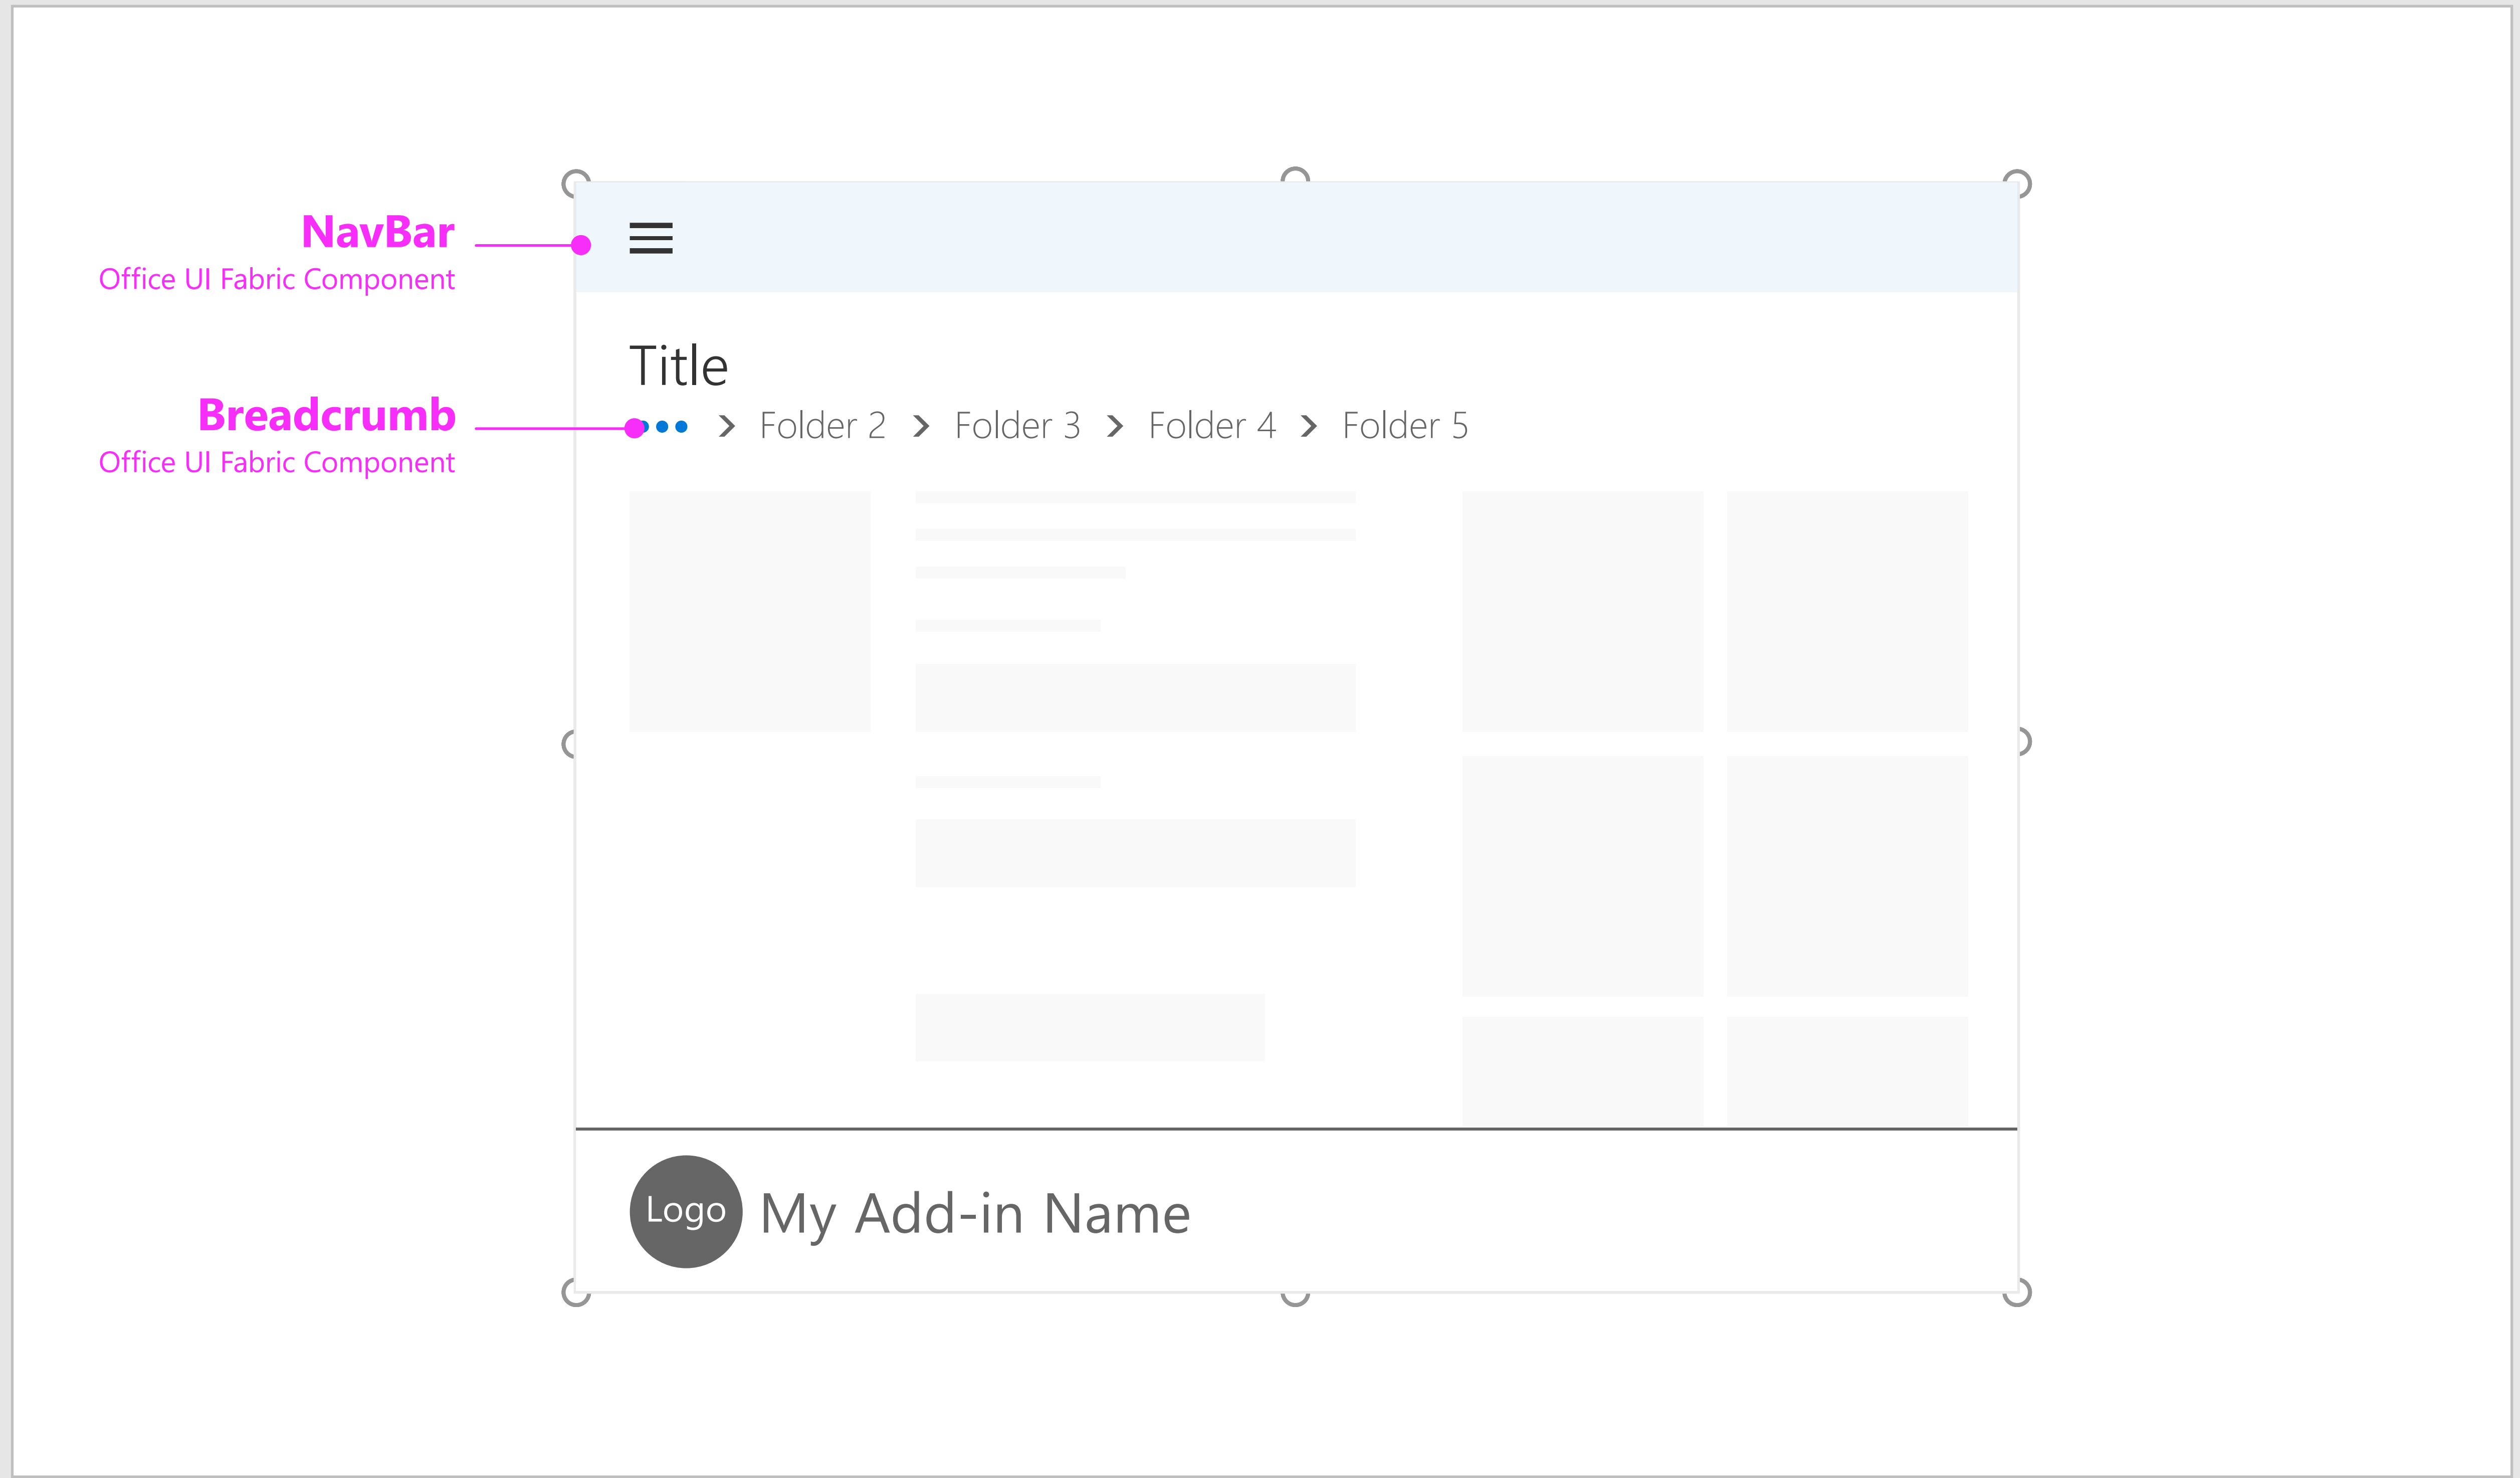 NavBar
Office UI Fabric Component
Title
Breadcrumb
Office UI Fabric Component
Folder 2 Folder 3 Folder 4 Folder 5
Logo My Add-in Name